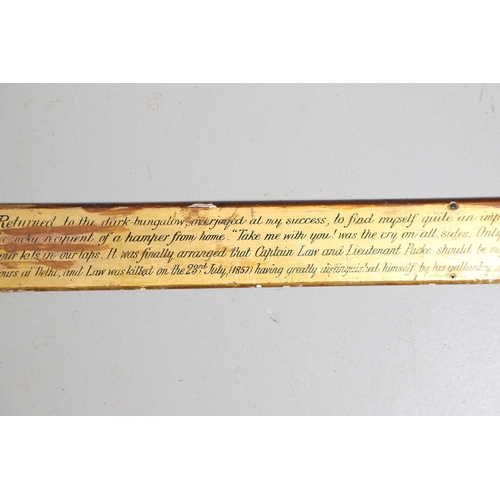 Returned to the dark-bungalow, overjoyed at my success, to find myself quite an imp
lucky recipient of a hamper from home. "Take me with you! was the cry on all sides. Only
our kits in our laps. It was finally arranged that Captain Law and Lieutenant Packe should be my
ours at Delhi, and Law was killed on the 23rd July, (1857) having greatly distinguished himself by his gallantry